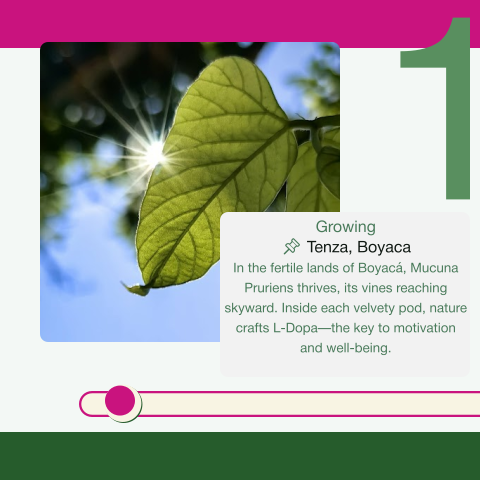 1
Growing
Tenza, Boyaca
In the fertile lands of Boyacá, Mucuna
Pruriens thrives, its vines reaching
skyward. Inside each velvety pod, nature
crafts L-Dopa—the key to motivation
and well-being.